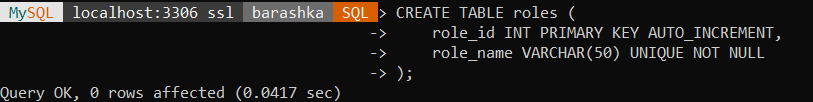 MySQL localhost:3306 ssl barashka SQL > CREATE TABLE roles (
-> role_id INT PRIMARY KEY AUTO_INCREMENT,
-> role_name VARCHAR(50) UNIQUE NOT NULL
-> );
Query OK, 0 rows affected (0.0417 sec)